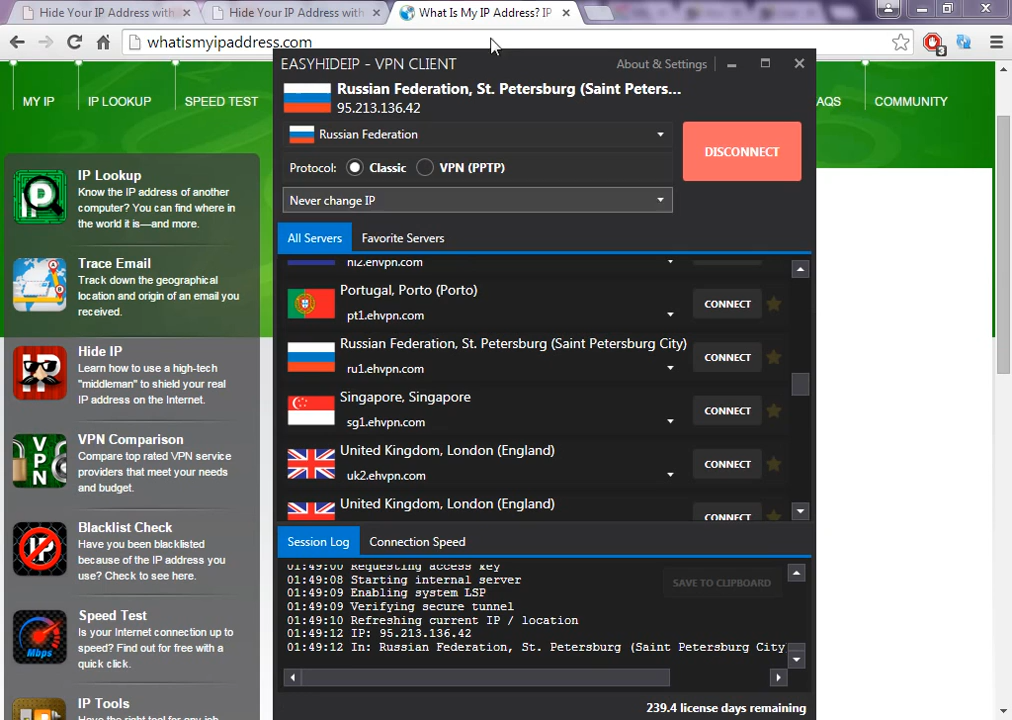 Hide Your IP Address with
Hide Your IP Address with
What Is My IP Address? IP
whatismyipaddress.com
3
MY IP
IP LOOKUP
SPEED TEST
AQS
COMMUNITY
IP Lookup
Know the IP address of another
computer? You can find where in
the world it is—and more.
Trace Email
Track down the geographical
location and origin of an email you
received.
Hide IP
Learn how to use a high-tech
"middleman" to shield your real
IP address on the Internet.
VPN
VPN Comparison
Compare top rated VPN service
providers that meet your needs
and budget.
IP
Blacklist Check
Have you been blacklisted
because of the IP address you
use? Check to see here.
Mbps
Speed Test
Is your Internet connection up to
speed? Find out for free with a
quick click.
IP Tools
EASYHIDEIP - VPN CLIENT
About & Settings
Russian Federation, St. Petersburg (Saint Peters...
95.213.136.42
Russian Federation
DISCONNECT
Protocol:
Classic
VPN (PPTP)
Never change IP
All Servers
Favorite Servers
Portugal, Porto (Porto)
pt1.ehvpn.com
CONNECT
Russian Federation, St. Petersburg (Saint Petersburg City)
ru1.ehvpn.com
CONNECT
Singapore, Singapore
sg1.ehvpn.com
CONNECT
United Kingdom, London (England)
uk2.ehvpn.com
CONNECT
United Kingdom, London (England)
CONNECT
Session Log
Connection Speed
01:49:00 Requesting access key
01:49:08 Starting internal server
01:49:09 Enabling system LSP
01:49:09 Verifying secure tunnel
01:49:10 Refreshing current IP / location
01:49:12 IP: 95.213.136.42
01:49:12 In: Russian Federation, St. Petersburg (Saint Petersburg City
SAVE TO CLIPBOARD
239.4 license days remaining